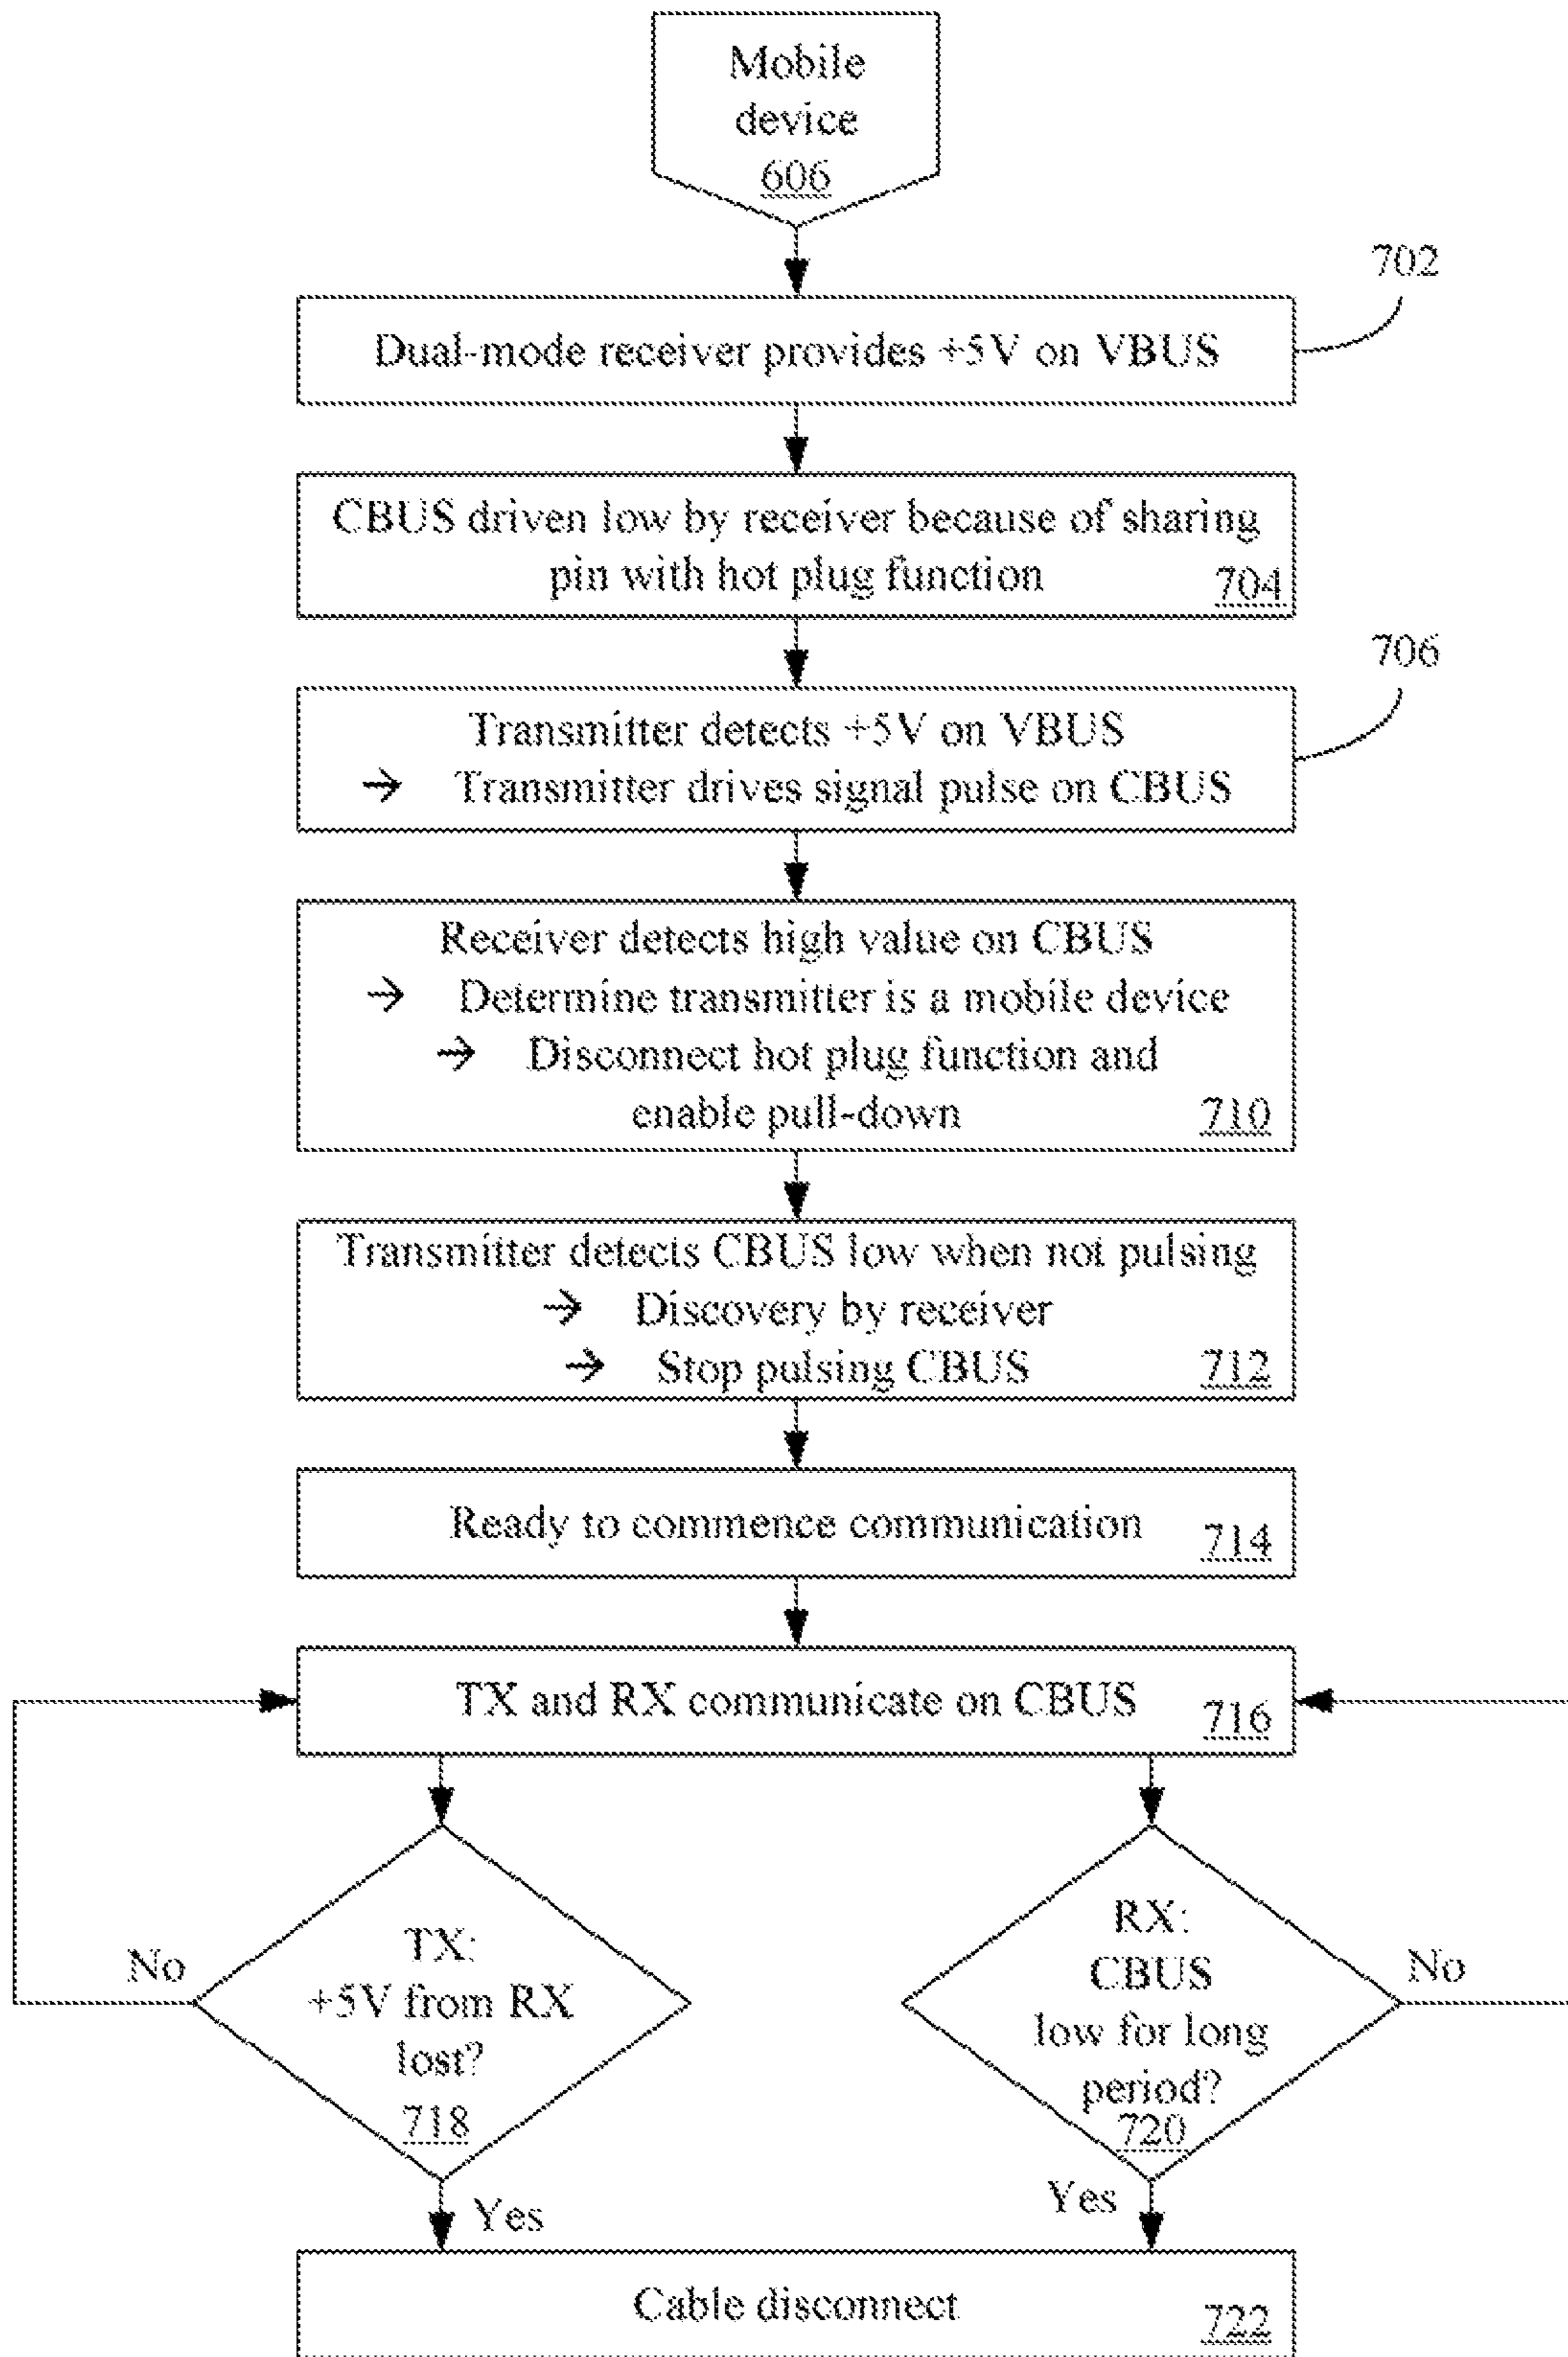 Mobile
device
606
702
Dual-mode receiver provides +5V on VBUS
CBUS driven low by receiver because of sharing
pin with hot plug function
704
706
Transmitter detects +5V on VBUS
→ Transmitter drives signal pulse on CBUS
Receiver detects high value on CBUS
→ Determine transmitter is a mobile device
→ Disconnect hot plug function and
enable pull-down
710
Transmitter detects CBUS low when not pulsing
→ Discovery by receiver
→ Stop pulsing CBUS
712
Ready to commence communication
714
TX and RX communicate on CBUS
716
No
TX:
+5V from RX
lost?
718
Yes
RX:
CBUS
low for long
period?
720
No
Yes
Cable disconnect
722